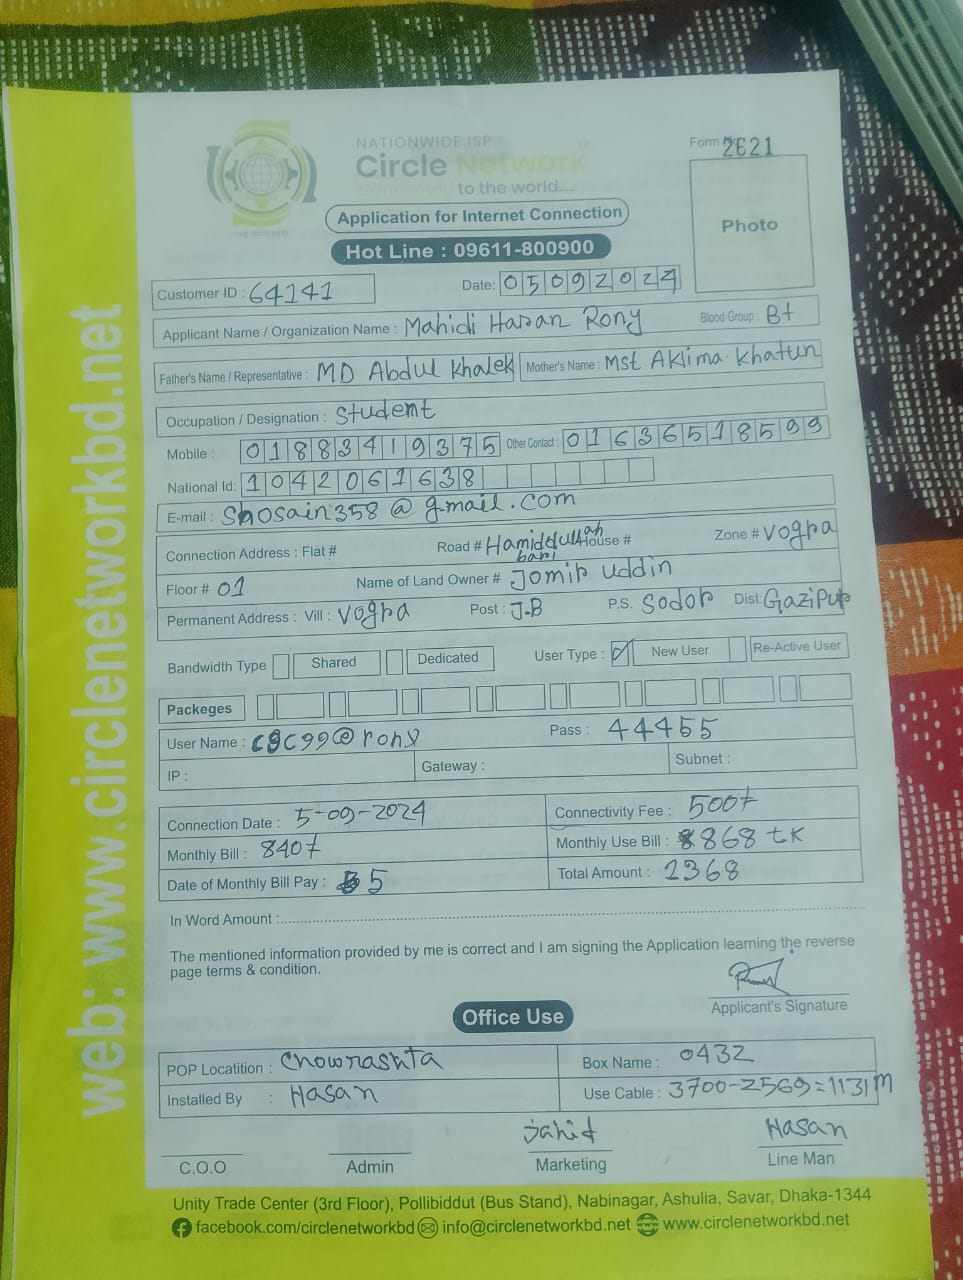 web: www.circlenetworkbd.net
NATIONWIDE ISP
Circle Network
Connected to the world.....
Form 2621
Photo
Application for Internet Connection
Hot Line : 09611-800900
Customer ID : 64141 Date: 05092024
Applicant Name / Organization Name : Mahidi Hasan Rony Blood Group : B+
Father's Name / Representative : MD Abdul Khalek Mother's Name : Mst Aklima Khatun
Occupation / Designation : Student
Mobile : 01883419375 Other Contact : 01636518599
National Id: 1042061638
E-mail : Shosain358@gmail.com
Connection Address : Flat # Road # Hamiddullah bari House # Zone # Vogra
Floor # 01 Name of Land Owner # Jomir uddin
Permanent Address : Vill : Vogra Post : J.B P.S. Sodor Dist: Gazipur
Bandwidth Type Shared Dedicated User Type : New User Re-Active User
Packeges
User Name : c9c99@rony Pass : 44455
IP : Gateway : Subnet :
Connection Date : 5-09-2024 Connectivity Fee : 500৳
Monthly Bill : 840৳ Monthly Use Bill : 868 tK
Date of Monthly Bill Pay : 5 Total Amount : 1368
In Word Amount :
The mentioned information provided by me is correct and I am signing the Application learning the reverse
page terms & condition.
Applicant's Signature
Office Use
POP Locatition : Chowrashta Box Name : 0432
Installed By : Hasan Use Cable : 3700-2569=1131m
Jahid Hasan
C.O.O Admin Marketing Line Man
Unity Trade Center (3rd Floor), Pollibiddut (Bus Stand), Nabinagar, Ashulia, Savar, Dhaka-1344
facebook.com/circlenetworkbd info@circlenetworkbd.net www.circlenetworkbd.net